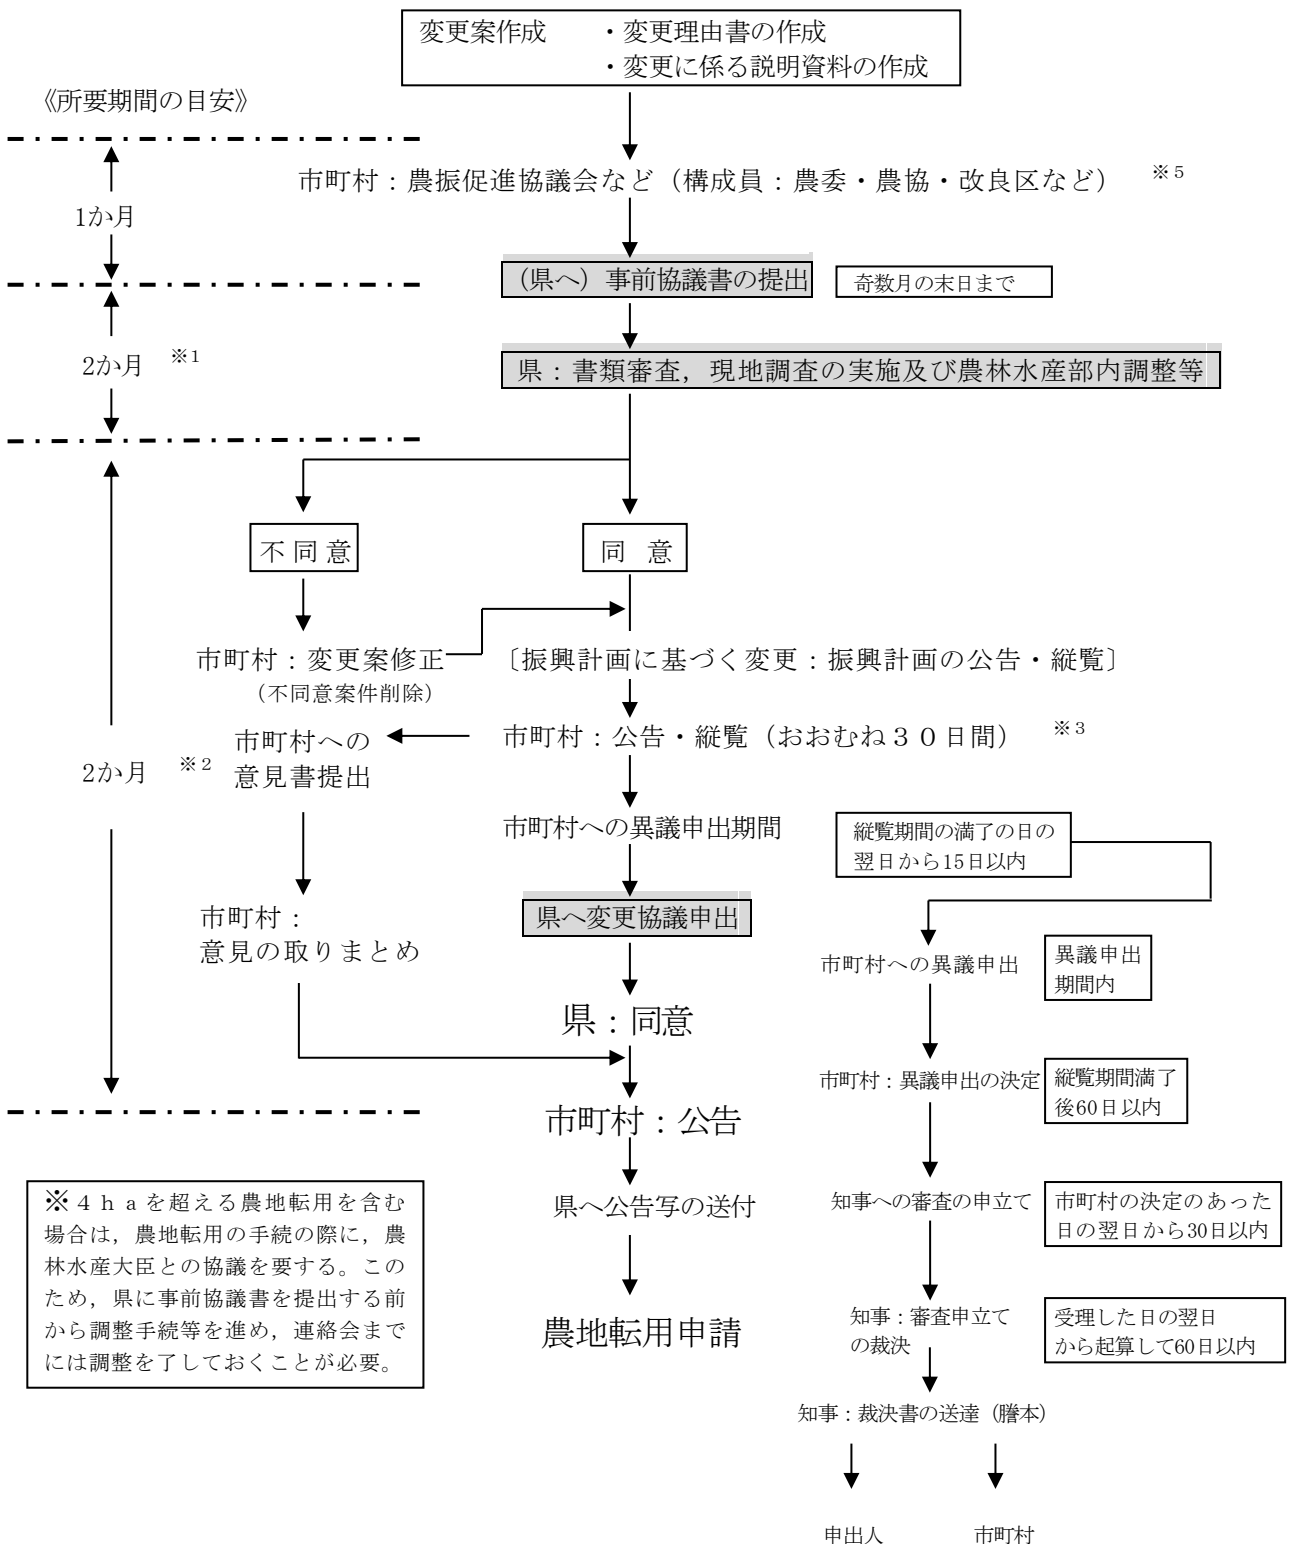 変更案作成　　・変更理由書の作成
・変更に係る説明資料の作成
《所要期間の目安》
市町村：農振促進協議会など（構成員：農委・農協・改良区など）　※５
1か月
（県へ）事前協議書の提出
奇数月の末日まで
2か月　※１
県：書類審査，現地調査の実施及び農林水産部内調整等
不同意
同　意
市町村：変更案修正
（不同意案件削除）
〔振興計画に基づく変更：振興計画の公告・縦覧〕
市町村への
意見書提出
市町村：公告・縦覧（おおむね３０日間）　※３
2か月　※２
市町村への異議申出期間
縦覧期間の満了の日の
翌日から15日以内
市町村：
意見の取りまとめ
県へ変更協議申出
市町村への異議申出
異議申出
期間内
県：同意
市町村：異議申出の決定
縦覧期間満了
後60日以内
市町村：公告
※４ｈａを超える農地転用を含む
場合は，農地転用の手続の際に，農
林水産大臣との協議を要する。この
ため，県に事前協議書を提出する前
から調整手続等を進め，連絡会まで
には調整を了しておくことが必要。
県へ公告写の送付
知事への審査の申立て
市町村の決定のあった
日の翌日から30日以内
農地転用申請
知事：審査申立て
の裁決
受理した日の翌日
から起算して60日以内
知事：裁決書の送達（謄本）
申出人
市町村